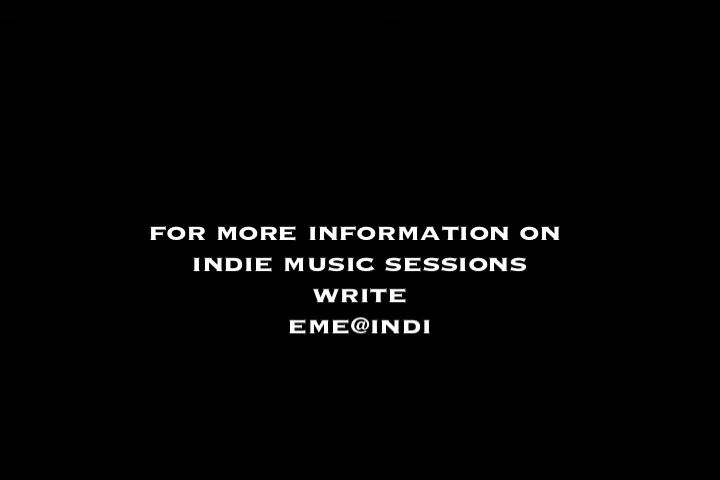 FOR MORE INFORMATION ON
INDIE MUSIC SESSIONS
WRITE
EME@INDI